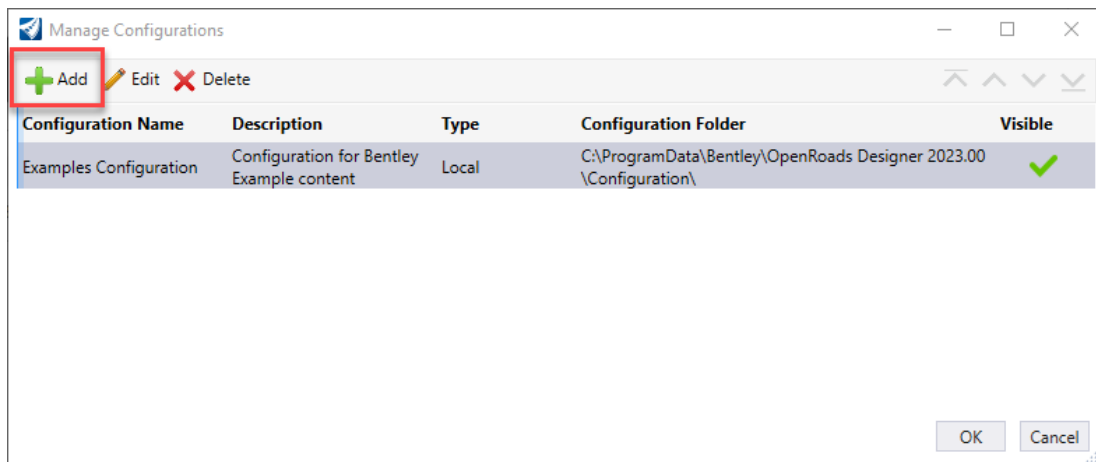 Manage Configurations
Add Edit Delete
Configuration Name Description Type Configuration Folder Visible
Examples Configuration Configuration for Bentley Example content Local C:\ProgramData\Bentley\OpenRoads Designer 2023.00 \Configuration\
OK Cancel